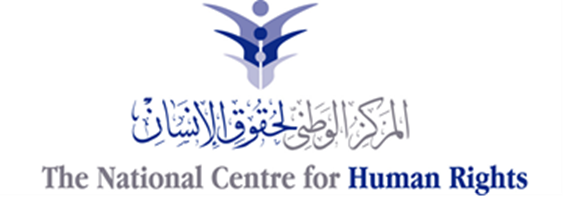 المركز الوطني لحقوق الإنسان
The National Centre for Human Rights